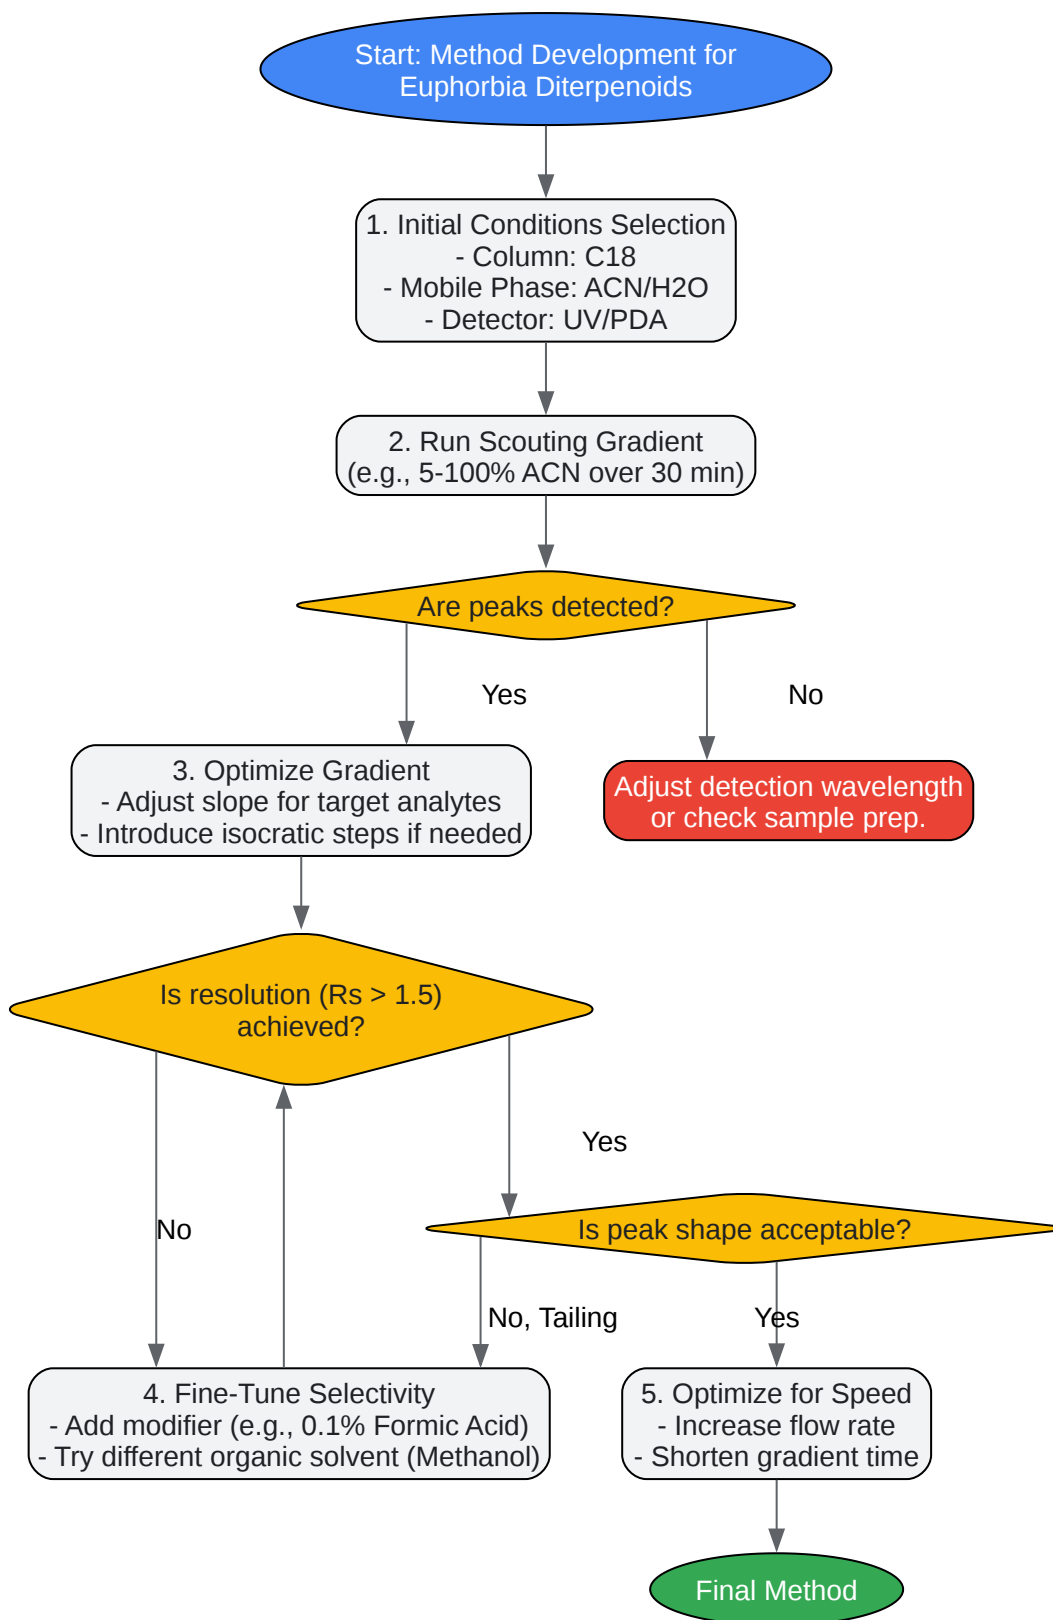 Start: Method Development for
Euphorbia Diterpenoids
1. Initial Conditions Selection
- Column: C18
- Mobile Phase: ACN/H2O
- Detector: UV/PDA
2. Run Scouting Gradient
(e.g., 5-100% ACN over 30 min)
Are peaks detected?
Yes
No
3. Optimize Gradient
- Adjust slope for target analytes
- Introduce isocratic steps if needed
Adjust detection wavelength
or check sample prep.
Is resolution (Rs > 1.5)
achieved?
Yes
No
Is peak shape acceptable?
No, Tailing
Yes
4. Fine-Tune Selectivity
- Add modifier (e.g., 0.1% Formic Acid)
- Try different organic solvent (Methanol)
5. Optimize for Speed
- Increase flow rate
- Shorten gradient time
Final Method